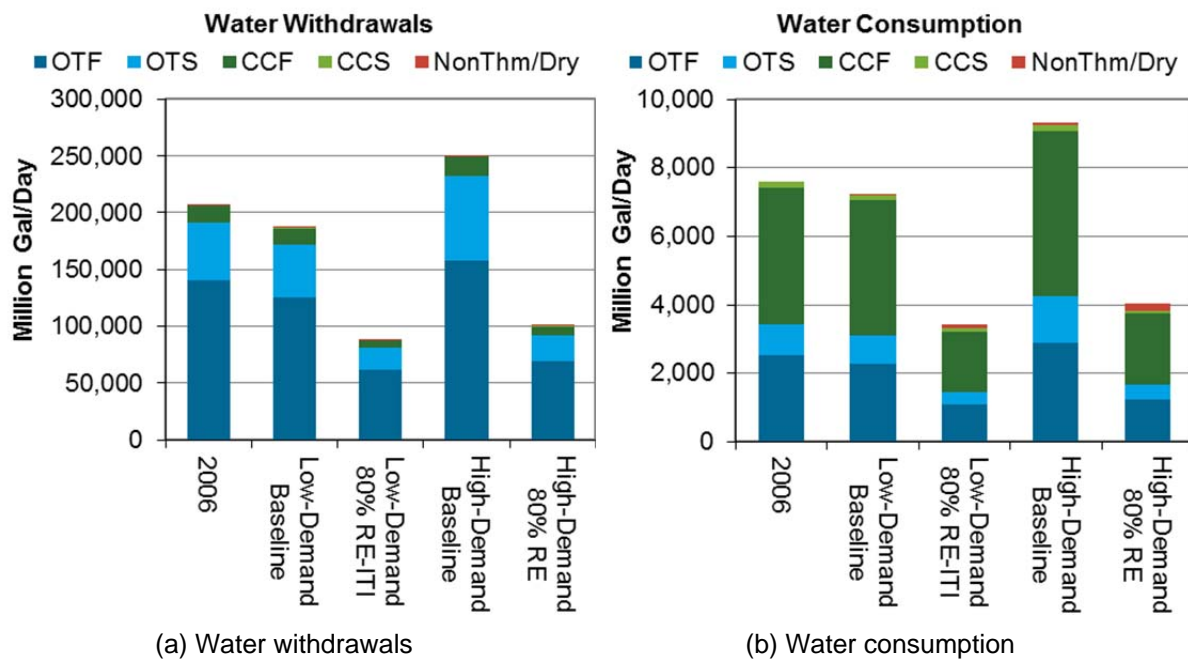 Water Withdrawals
OTF OTS CCF CCS NonThm/Dry
300,000
250,000
200,000
150,000
100,000
50,000
0
Million Gal/Day
2006
Low-Demand
Baseline
Low-Demand
80% RE-ITI
High-Demand
Baseline
High-Demand
80% RE
(a) Water withdrawals
Water Consumption
OTF OTS CCF CCS NonThm/Dry
10,000
8,000
6,000
4,000
2,000
0
Million Gal/Day
2006
Low-Demand
Baseline
Low-Demand
80% RE-ITI
High-Demand
Baseline
High-Demand
80% RE
(b) Water consumption